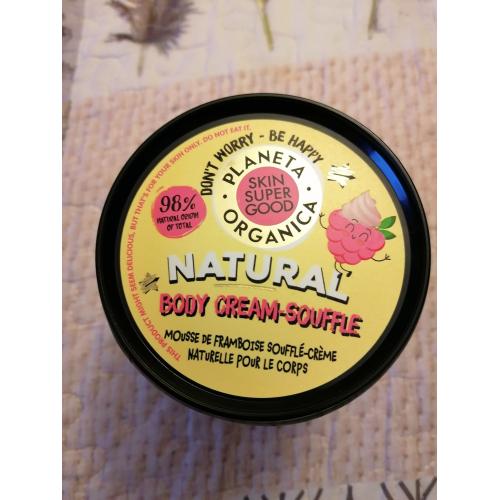 DON'T WORRY - BE HAPPY
PLANETA
SKIN
SUPER
GOOD
ORGANICA
98%
NATURAL ORIGIN
OF TOTAL
THIS PRODUCT MIGHT SEEM DELICIOUS, BUT THAT'S FOR YOUR SKIN ONLY. DO NOT EAT IT.
NATURAL
BODY CREAM-SOUFFLE
MOUSSE DE FRAMBOISE SOUFFLÉ-CRÈME
NATURELLE POUR LE CORPS